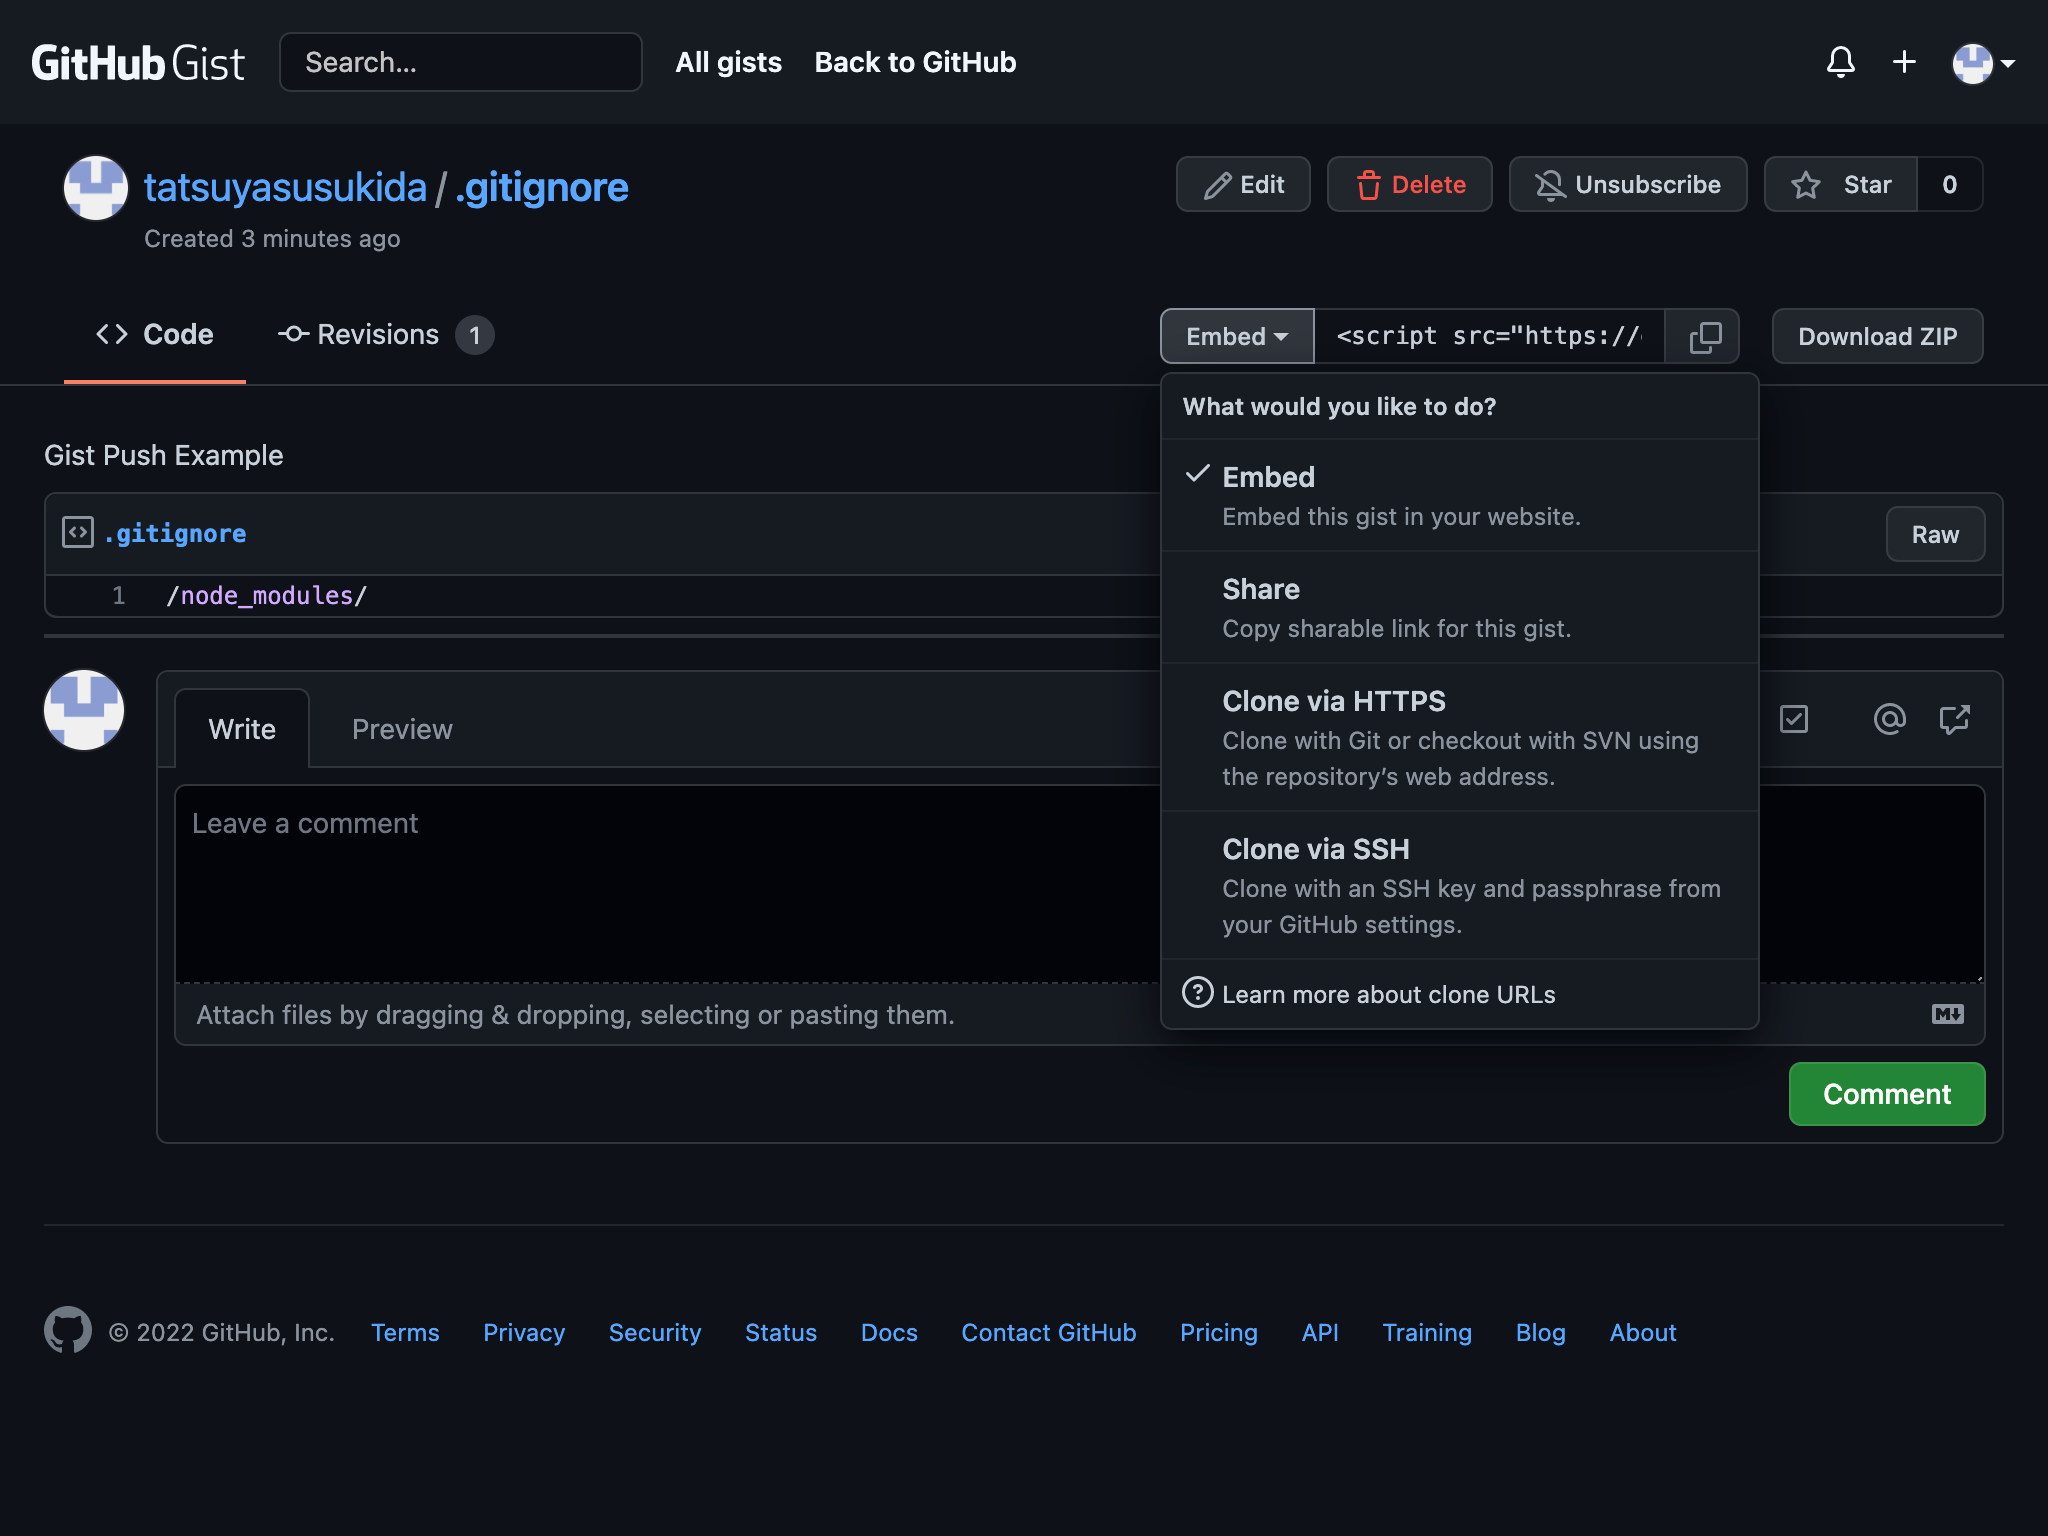 GitHub Gist Search... All gists Back to GitHub
tatsuyasusukida / .gitignore
Created 3 minutes ago
Edit Delete Unsubscribe Star 0
Code Revisions 1
Embed <script src="https:// Download ZIP
What would you like to do?
Embed
Embed this gist in your website.
Share
Copy sharable link for this gist.
Clone via HTTPS
Clone with Git or checkout with SVN using
the repository’s web address.
Clone via SSH
Clone with an SSH key and passphrase from
your GitHub settings.
Learn more about clone URLs
Gist Push Example
.gitignore Raw
1 /node_modules/
Write Preview
Leave a comment
Attach files by dragging & dropping, selecting or pasting them.
Comment
© 2022 GitHub, Inc. Terms Privacy Security Status Docs Contact GitHub Pricing API Training Blog About